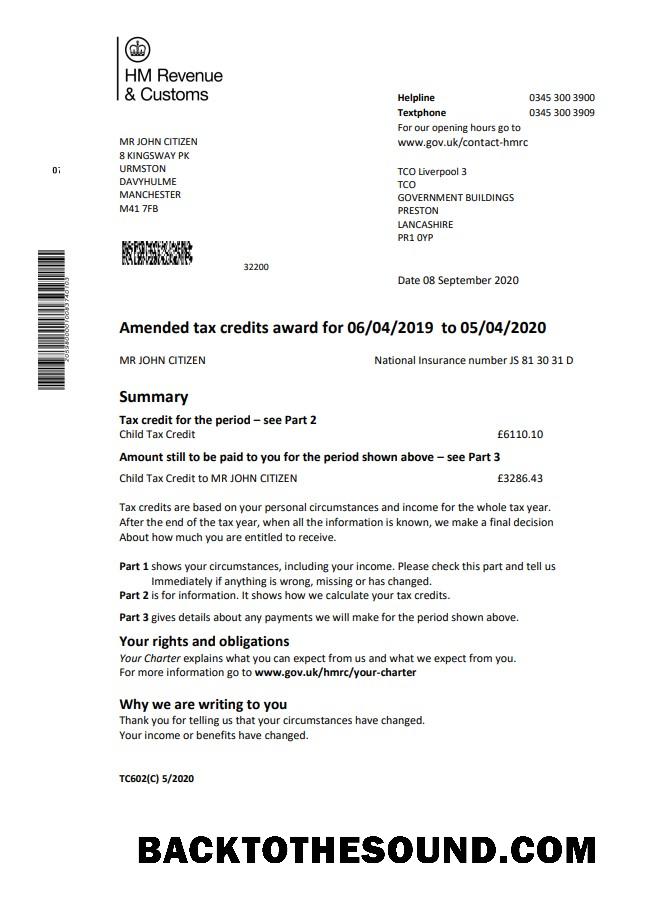 HM Revenue
& Customs
Helpline 0345 300 3900
Textphone 0345 300 3909
For our opening hours go to
www.gov.uk/contact-hmrc
MR JOHN CITIZEN
8 KINGSWAY PK
URMSTON
DAVYHULME
MANCHESTER
M41 7FB
07
TCO Liverpool 3
TCO
GOVERNMENT BUILDINGS
PRESTON
LANCASHIRE
PR1 0YP
32200
Date 08 September 2020
Amended tax credits award for 06/04/2019 to 05/04/2020
MR JOHN CITIZEN National Insurance number JS 81 30 31 D
Summary
Tax credit for the period – see Part 2
Child Tax Credit £6110.10
Amount still to be paid to you for the period shown above – see Part 3
Child Tax Credit to MR JOHN CITIZEN £3286.43
Tax credits are based on your personal circumstances and income for the whole tax year.
After the end of the tax year, when all the information is known, we make a final decision
About how much you are entitled to receive.
Part 1 shows your circumstances, including your income. Please check this part and tell us
Immediately if anything is wrong, missing or has changed.
Part 2 is for information. It shows how we calculate your tax credits.
Part 3 gives details about any payments we will make for the period shown above.
Your rights and obligations
Your Charter explains what you can expect from us and what we expect from you.
For more information go to www.gov.uk/hmrc/your-charter
Why we are writing to you
Thank you for telling us that your circumstances have changed.
Your income or benefits have changed.
TC602(C) 5/2020
BACKTOTHESOUND.COM